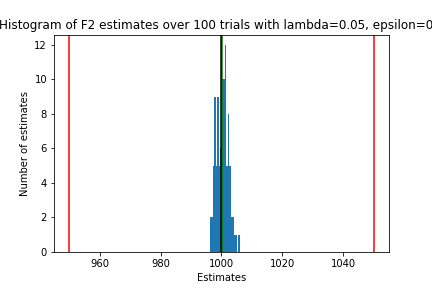 Histogram of F2 estimates over 100 trials with lambda=0.05, epsilon=0
12
10
8
6
4
2
0
Number of estimates
960 980 1000 1020 1040
Estimates